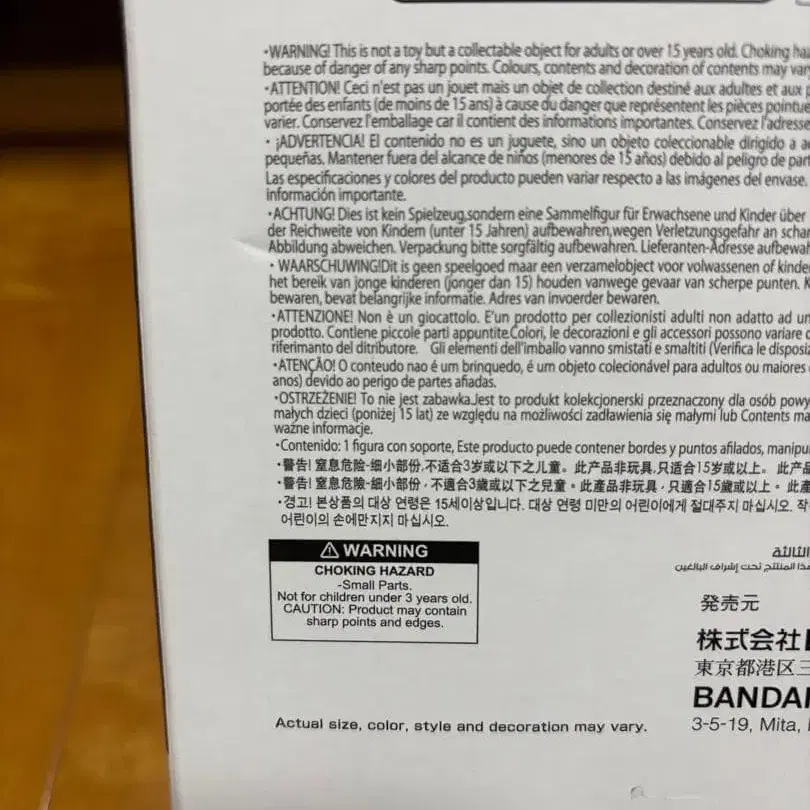 •WARNING! This is not a toy but a collectable object for adults or over 15 years old. Choking
because of danger of any sharp points. Colours, contents and decoration of contents may
•ATTENTION! Ceci n'est pas un jouet mais un objet de collection destiné aux adultes et aux
portée des enfants (de moins de 15 ans) à cause du danger que représentent les pièces
varier. Conservez l'emballage car il contient des informations importantes. Conservez l'adresse
• ¡ADVERTENCIA! El contenido no es un juguete, sino un objeto coleccionable dirigido a
pequeñas. Mantener fuera del alcance de niños (menores de 15 años) debido al peligro de
Las especificaciones y colores del producto pueden variar respecto a las imágenes del envase.
información importante.
•ACHTUNG! Dies ist kein Spielzeug,sondern eine Sammelfigur für Erwachsene und Kinder über
der Reichweite von Kindern (unter 15 Jahren) aufbewahren,wegen Verletzungsgefahr an
Abbildung abweichen. Verpackung bitte sorgfältig aufbewahren. Lieferanten-Adresse
• WAARSCHUWING!Dit is geen speelgoed maar een verzamelobject voor volwassenen of
het bereik van jonge kinderen (jonger dan 15) houden vanwege gevaar van scherpe punten.
bewaren, bevat belangrijke informatie. Adres van invoerder bewaren.
•ATTENZIONE! Non è un giocattolo. E'un prodotto per collezionisti adulti non adatto ad
prodotto. Contiene piccole parti appuntite.Colori, le decorazioni e gli accessori possono variare
riferimanto del ditributore. Gli elementi dell'imballo vanno smistati e smaltiti (Verifica le
•ATENÇÃO! O conteudo nao é um brinquedo, é um objeto colecionável para adultos ou maiores
anos) devido ao perigo de partes afiadas.
•OSTRZEŻENIE! To nie jest zabawka.Jest to produkt kolekcjonerski przeznaczony dla osób
małych dzieci (poniżej 15 lat) ze względu na możliwości zadławienia się małymi lub Contents
ważne informacje.
•Contenido: 1 figura con soporte, Este producto puede contener bordes y puntos afilados,
•警告! 窒息危险-细小部份,不适合3岁或以下之儿童。此产品非玩具,只适合15岁或以上。 此产
•警告! 窒息危險-細小部份，不適合3歲或以下之兒童。此產品非玩具，只適合15歲或以上。 此產
•경고! 본상품의 대상 연령은 15세이상입니다. 대상 연령 미만의 어린이에게 절대주지 마십시오. 작
어린이의 손에만지지 마십시오.
⚠ WARNING
CHOKING HAZARD
-Small Parts.
Not for children under 3 years old.
CAUTION: Product may contain
sharp points and edges.
الثالثة
المنتج تحت إشراف البالغين
発売元
株式会社
東京都港区三
BANDAI
3-5-19, Mita,
Actual size, color, style and decoration may vary.